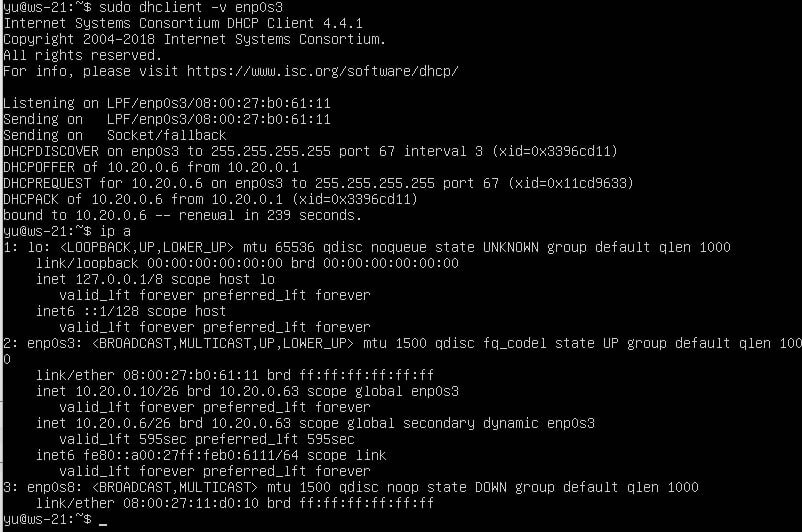 yu@ws-21:~$ sudo dhclient -v enp0s3
Internet Systems Consortium DHCP Client 4.4.1
Copyright 2004-2018 Internet Systems Consortium.
All rights reserved.
For info, please visit https://www.isc.org/software/dhcp/
Listening on LPF/enp0s3/08:00:27:b0:61:11
Sending on   LPF/enp0s3/08:00:27:b0:61:11
Sending on   Socket/fallback
DHCPDISCOVER on enp0s3 to 255.255.255.255 port 67 interval 3 (xid=0x3396cd11)
DHCPOFFER of 10.20.0.6 from 10.20.0.1
DHCPREQUEST for 10.20.0.6 on enp0s3 to 255.255.255.255 port 67 (xid=0x11cd9633)
DHCPACK of 10.20.0.6 from 10.20.0.1 (xid=0x3396cd11)
bound to 10.20.0.6 -- renewal in 239 seconds.
yu@ws-21:~$ ip a
1: lo: <LOOPBACK,UP,LOWER_UP> mtu 65536 qdisc noqueue state UNKNOWN group default qlen 1000
    link/loopback 00:00:00:00:00:00 brd 00:00:00:00:00:00
    inet 127.0.0.1/8 scope host lo
       valid_lft forever preferred_lft forever
    inet6 ::1/128 scope host
       valid_lft forever preferred_lft forever
2: enp0s3: <BROADCAST,MULTICAST,UP,LOWER_UP> mtu 1500 qdisc fq_codel state UP group default qlen 100
0
    link/ether 08:00:27:b0:61:11 brd ff:ff:ff:ff:ff:ff
    inet 10.20.0.10/26 brd 10.20.0.63 scope global enp0s3
       valid_lft forever preferred_lft forever
    inet 10.20.0.6/26 brd 10.20.0.63 scope global secondary dynamic enp0s3
       valid_lft 595sec preferred_lft 595sec
    inet6 fe80::a00:27ff:feb0:6111/64 scope link
       valid_lft forever preferred_lft forever
3: enp0s8: <BROADCAST,MULTICAST> mtu 1500 qdisc noop state DOWN group default qlen 1000
    link/ether 08:00:27:11:d0:10 brd ff:ff:ff:ff:ff:ff
yu@ws-21:~$ _